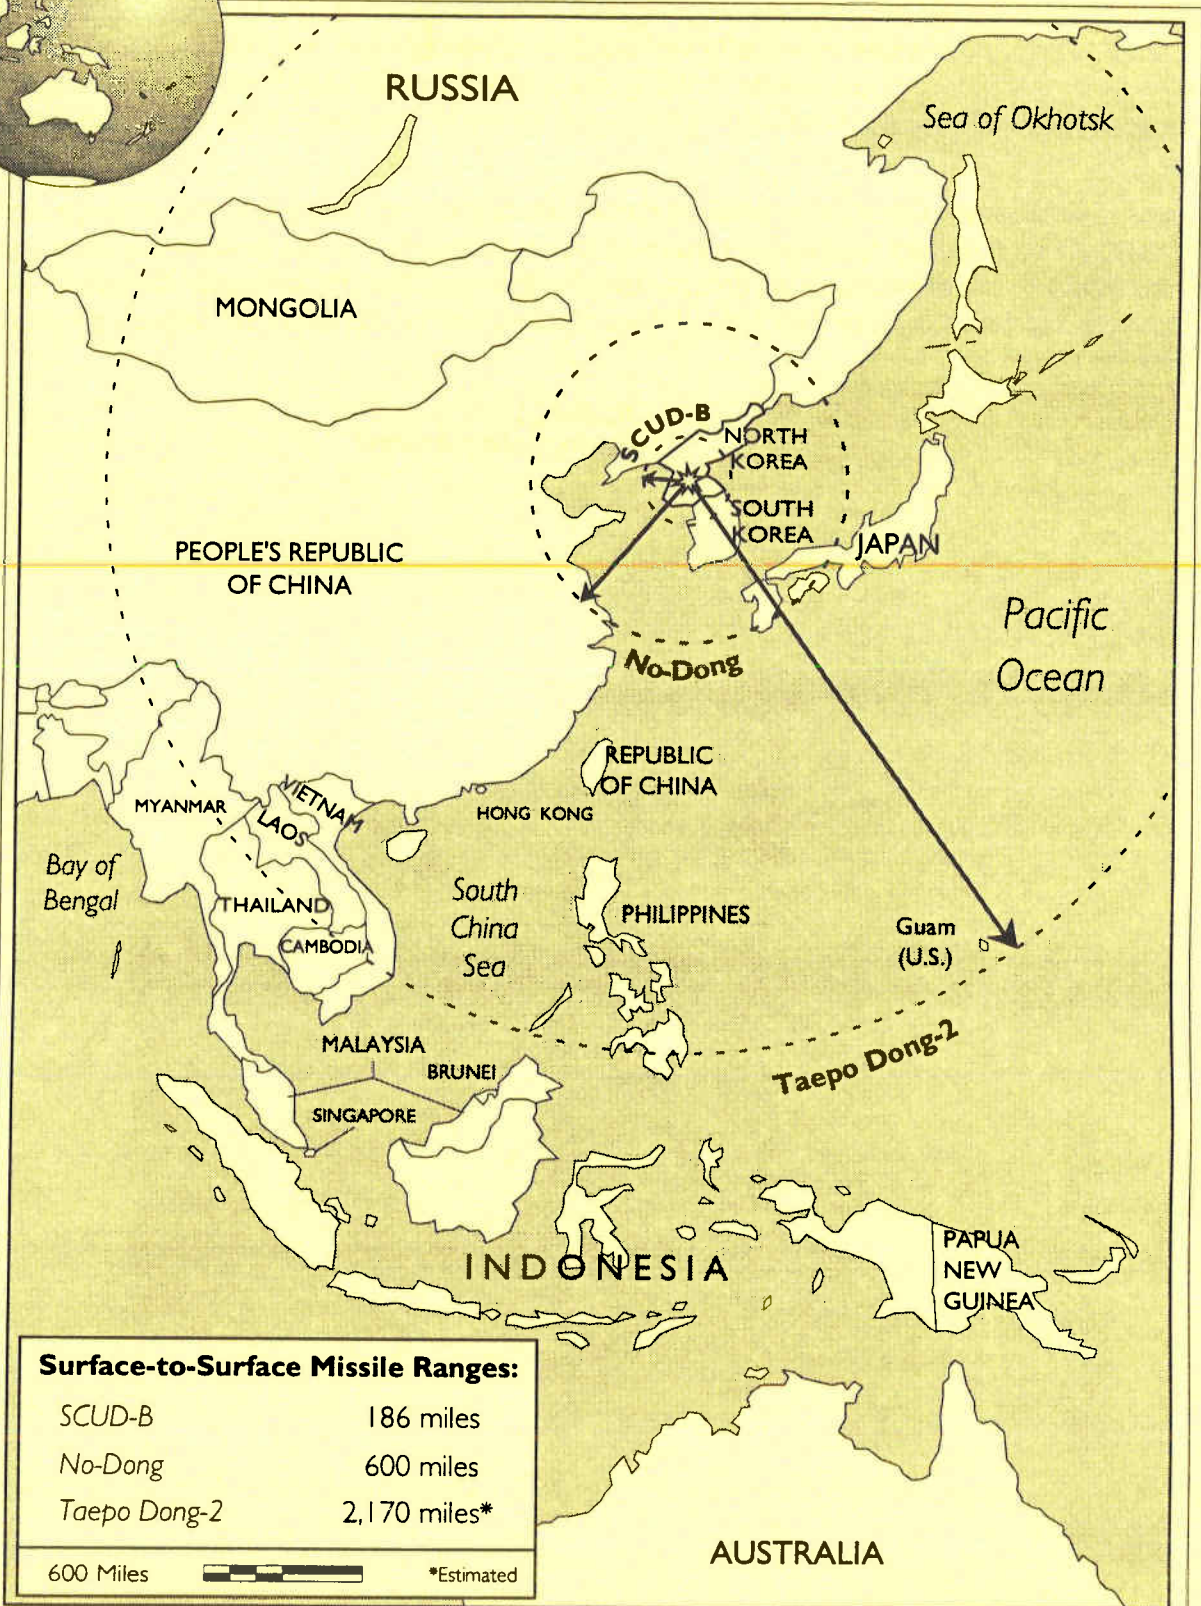 RUSSIA
Sea of Okhotsk
MONGOLIA
SCUD-B
NORTH
KOREA
SOUTH
KOREA
JAPAN
PEOPLE'S REPUBLIC
OF CHINA
Pacific
Ocean
No-Dong
REPUBLIC
OF CHINA
HONG KONG
MYANMAR
VIETNAM
LAOS
Bay of
Bengal
THAILAND
CAMBODIA
South
China
Sea
PHILIPPINES
Guam
(U.S.)
MALAYSIA
BRUNEI
SINGAPORE
Taepo Dong-2
INDONESIA
PAPUA
NEW
GUINEA
Surface-to-Surface Missile Ranges:
SCUD-B 186 miles
No-Dong 600 miles
Taepo Dong-2 2,170 miles*
600 Miles *Estimated
AUSTRALIA